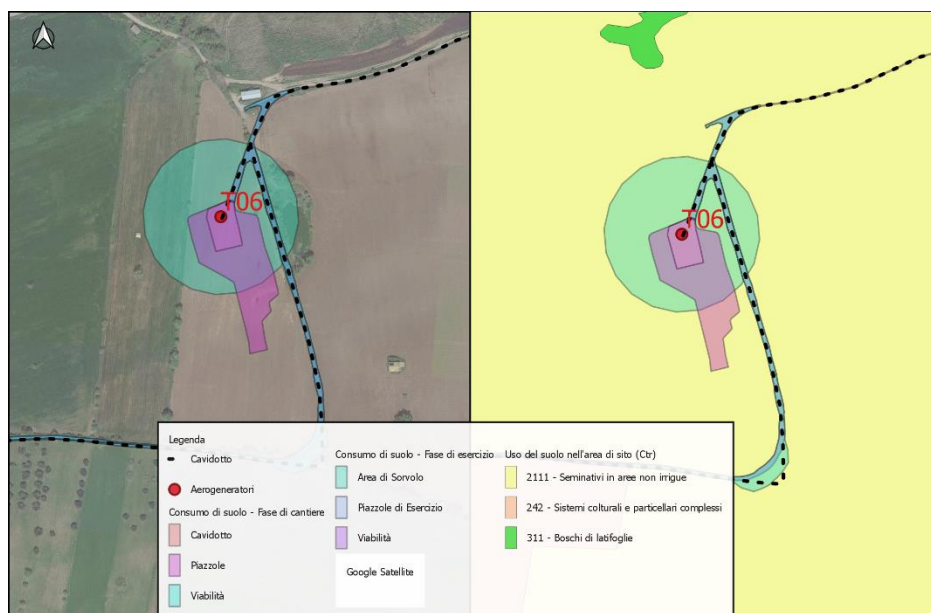 T06
T06
Legenda
Cavidotto
Aerogeneratori
Consumo di suolo - Fase di cantiere
Cavidotto
Piazzole
Viabilità
Consumo di suolo - Fase di esercizio
Area di Sorvolo
Piazzole di Esercizio
Viabilità
Google Satellite
Uso del suolo nell'area di sito (Ctr)
2111 - Seminativi in aree non irrigue
242 - Sistemi colturali e particellari complessi
311 - Boschi di latifoglie